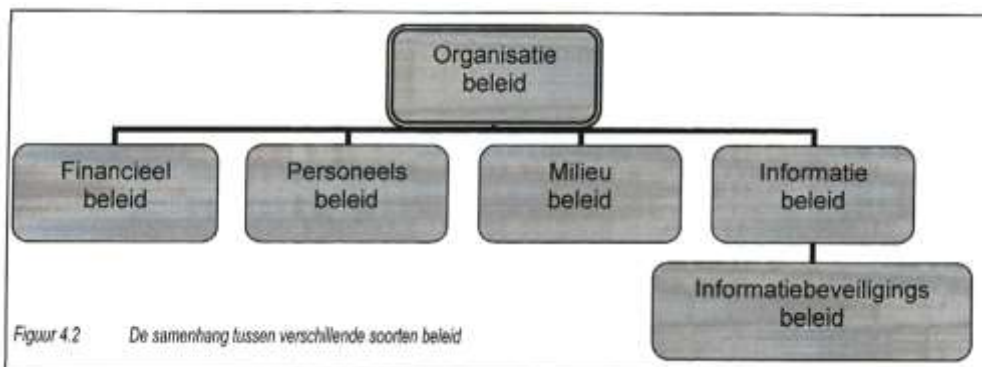 Organisatie
beleid
Financieel
beleid
Personeels
beleid
Milieu
beleid
Informatie
beleid
Informatiebeveiligings
beleid
Figuur 4.2 De samenhang tussen verschillende soorten beleid